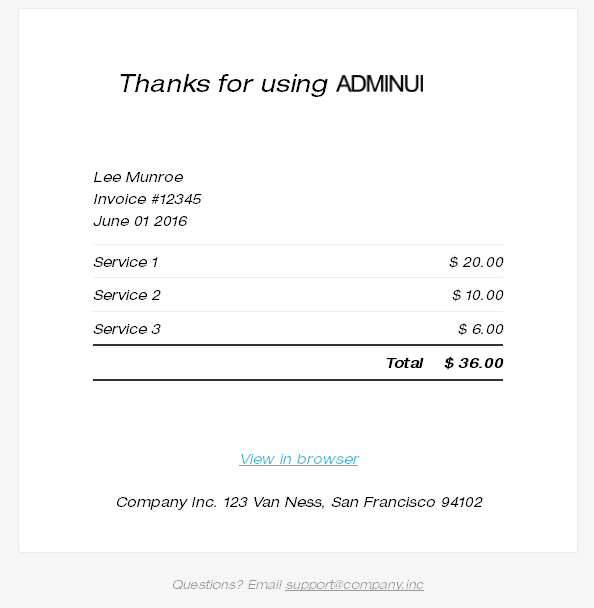 Thanks for using ADMINUI
Lee Munroe
Invoice #12345
June 01 2016
Service 1 $ 20.00
Service 2 $ 10.00
Service 3 $ 6.00
Total $ 36.00
View in browser
Company Inc. 123 Van Ness, San Francisco 94102
Questions? Email support@company.inc